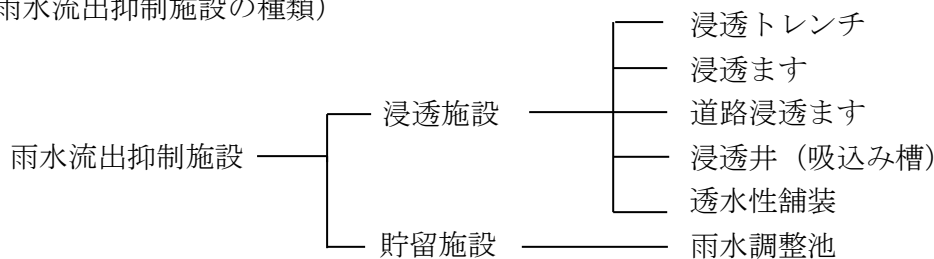 雨水流出抑制施設の種類）
浸透トレンチ
浸透ます
浸透施設
道路浸透ます
雨水流出抑制施設
浸透井（吸込み槽）
透水性舗装
貯留施設
雨水調整池